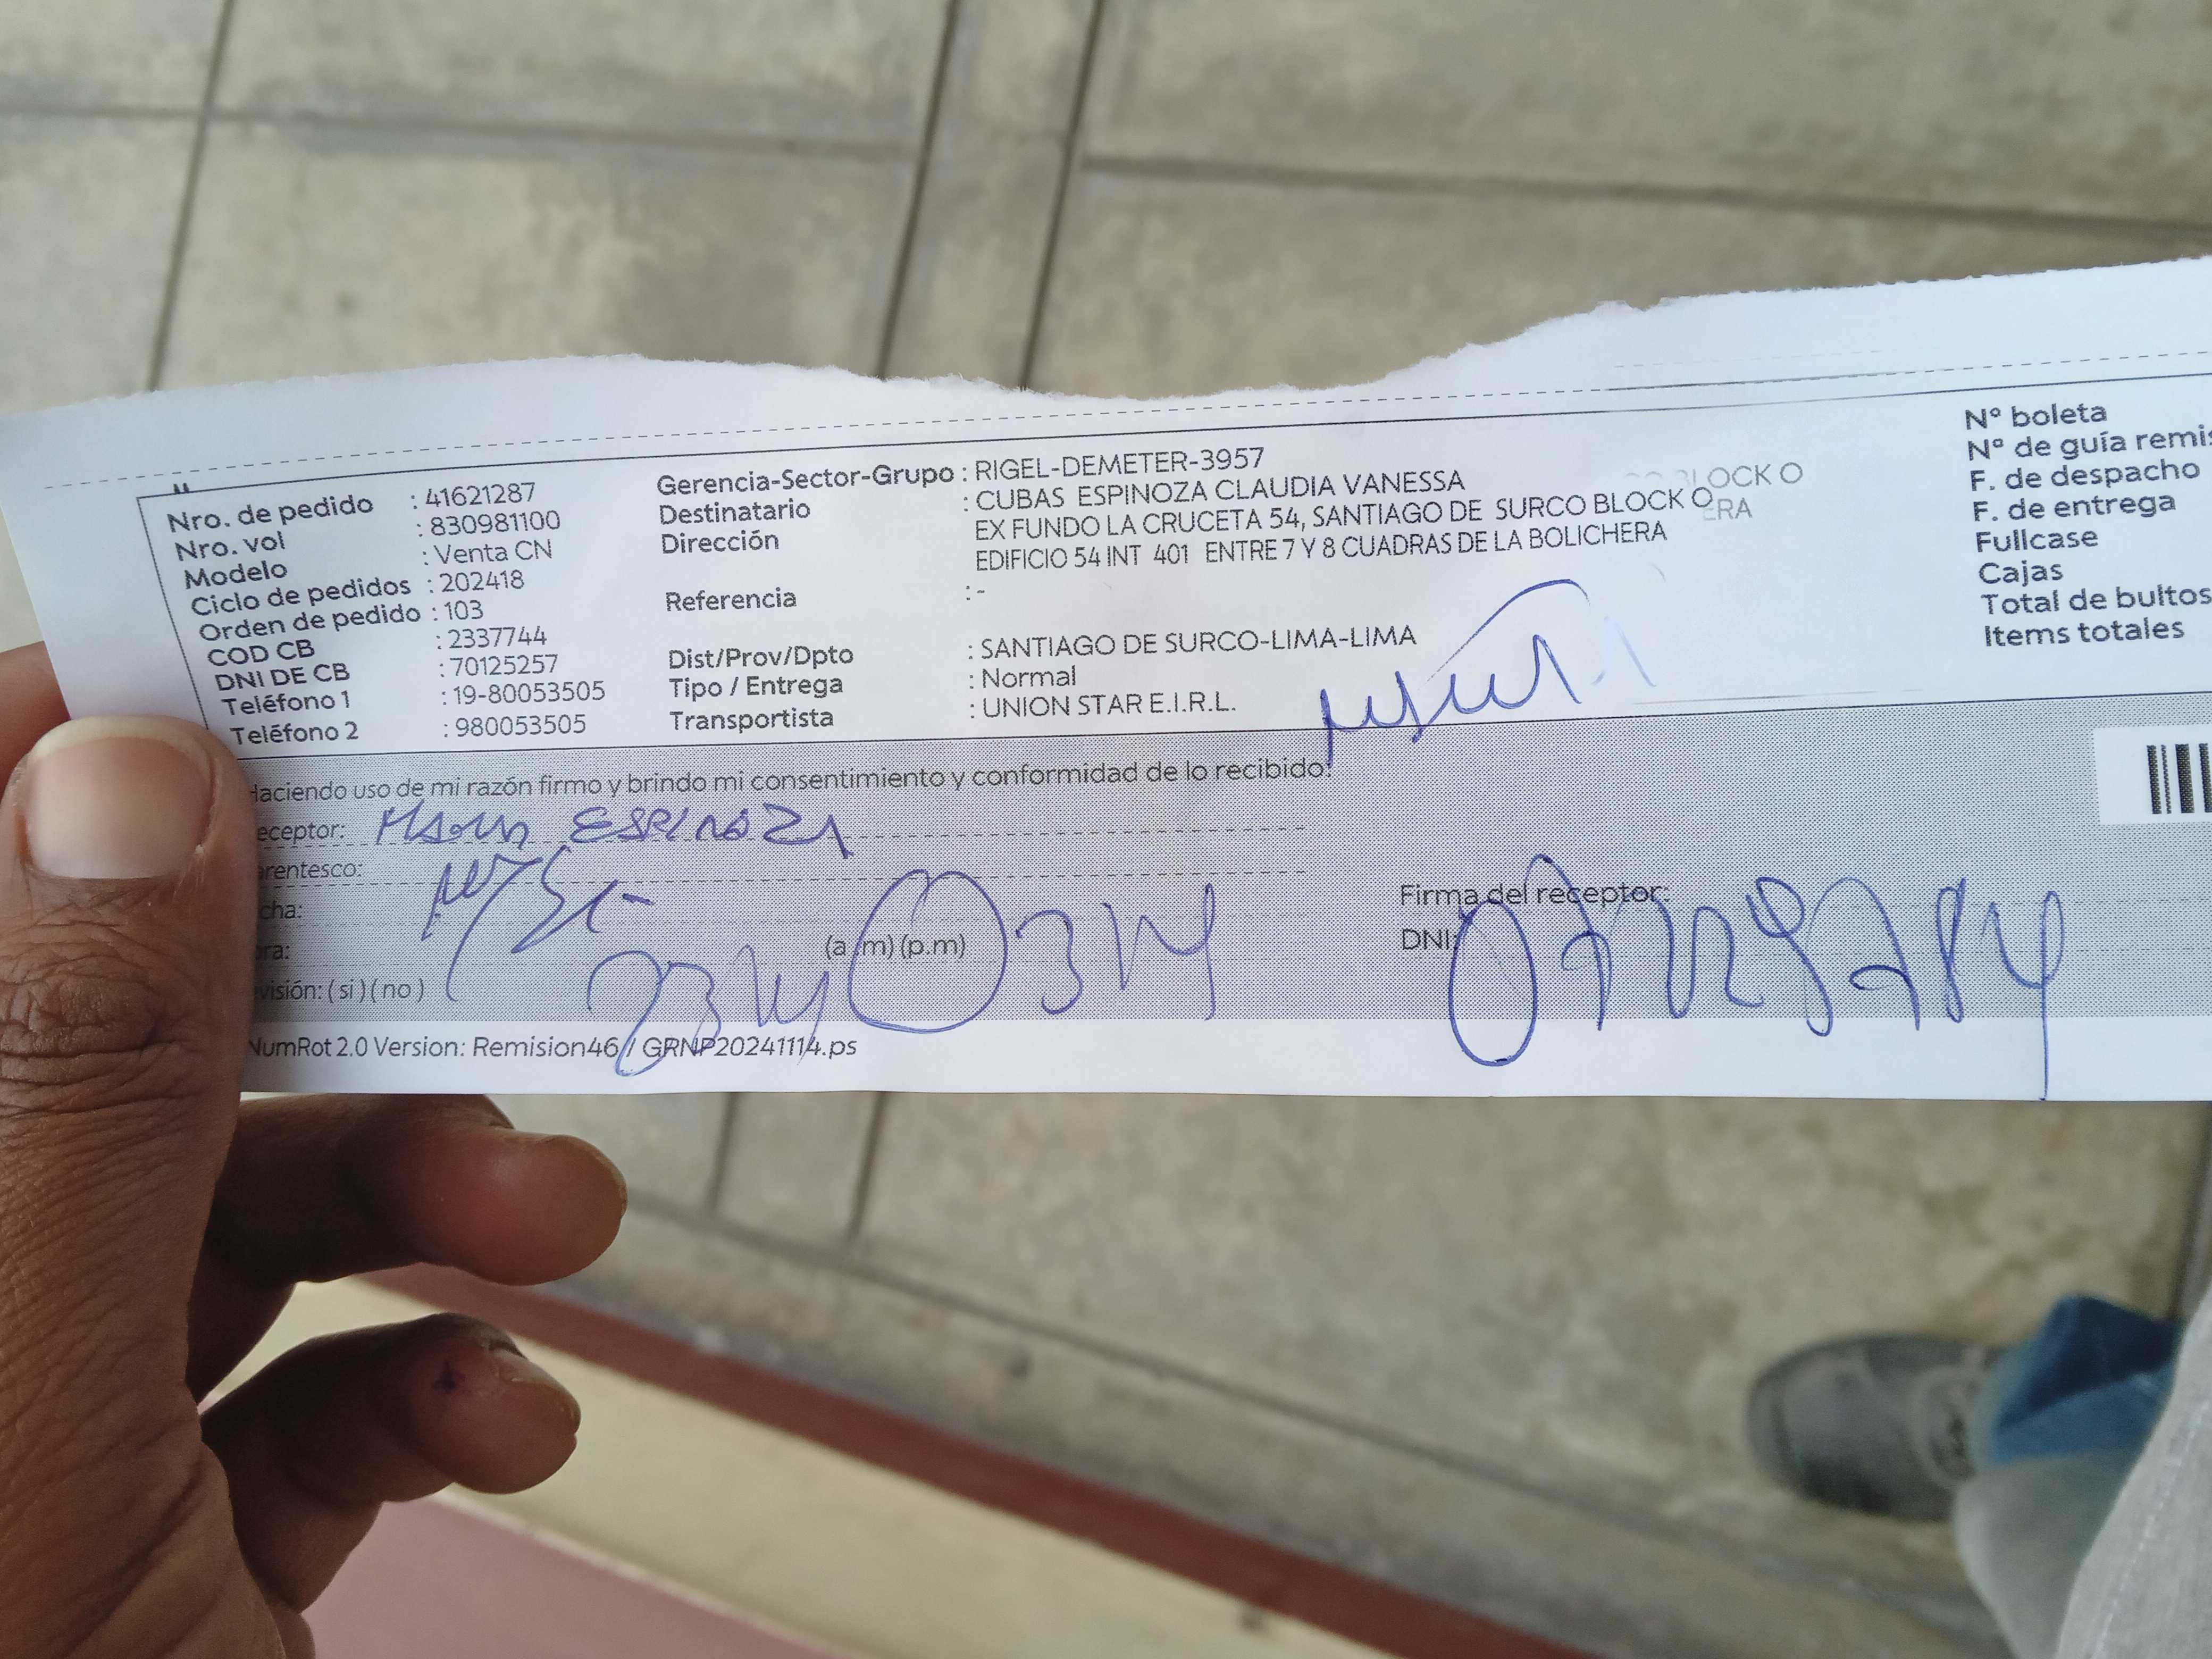 Nro. de pedido : 41621287
Nro. vol : 830981100
Modelo : Venta CN
Ciclo de pedidos : 202418
Orden de pedido : 103
COD CB : 2337744
DNI DE CB : 70125257
Teléfono 1 : 19-80053505
Teléfono 2 : 980053505
Gerencia-Sector-Grupo : RIGEL-DEMETER-3957
Destinatario : CUBAS ESPINOZA CLAUDIA VANESSA
Dirección EX FUNDO LA CRUCETA 54, SANTIAGO DE SURCO BLOCK O
EDIFICIO 54 INT 401 ENTRE 7 Y 8 CUADRAS DE LA BOLICHERA
BLOCK O
ERA
Referencia : -
Dist/Prov/Dpto : SANTIAGO DE SURCO-LIMA-LIMA
Tipo / Entrega : Normal
Transportista : UNION STAR E.I.R.L.
Nº boleta
Nº de guía remis
F. de despacho
F. de entrega
Fullcase
Cajas
Total de bultos
Items totales
Haciendo uso de mi razón firmo y brindo mi consentimiento y conformidad de lo recibido:
eceptor: ESPINOZA
arentesco:
cha:
ora: (a .m) (p.m)
visión: ( si ) ( no )
Firma del receptor:
DNI:
NumRot 2.0 Version: Remision46 / GRNP20241114.ps